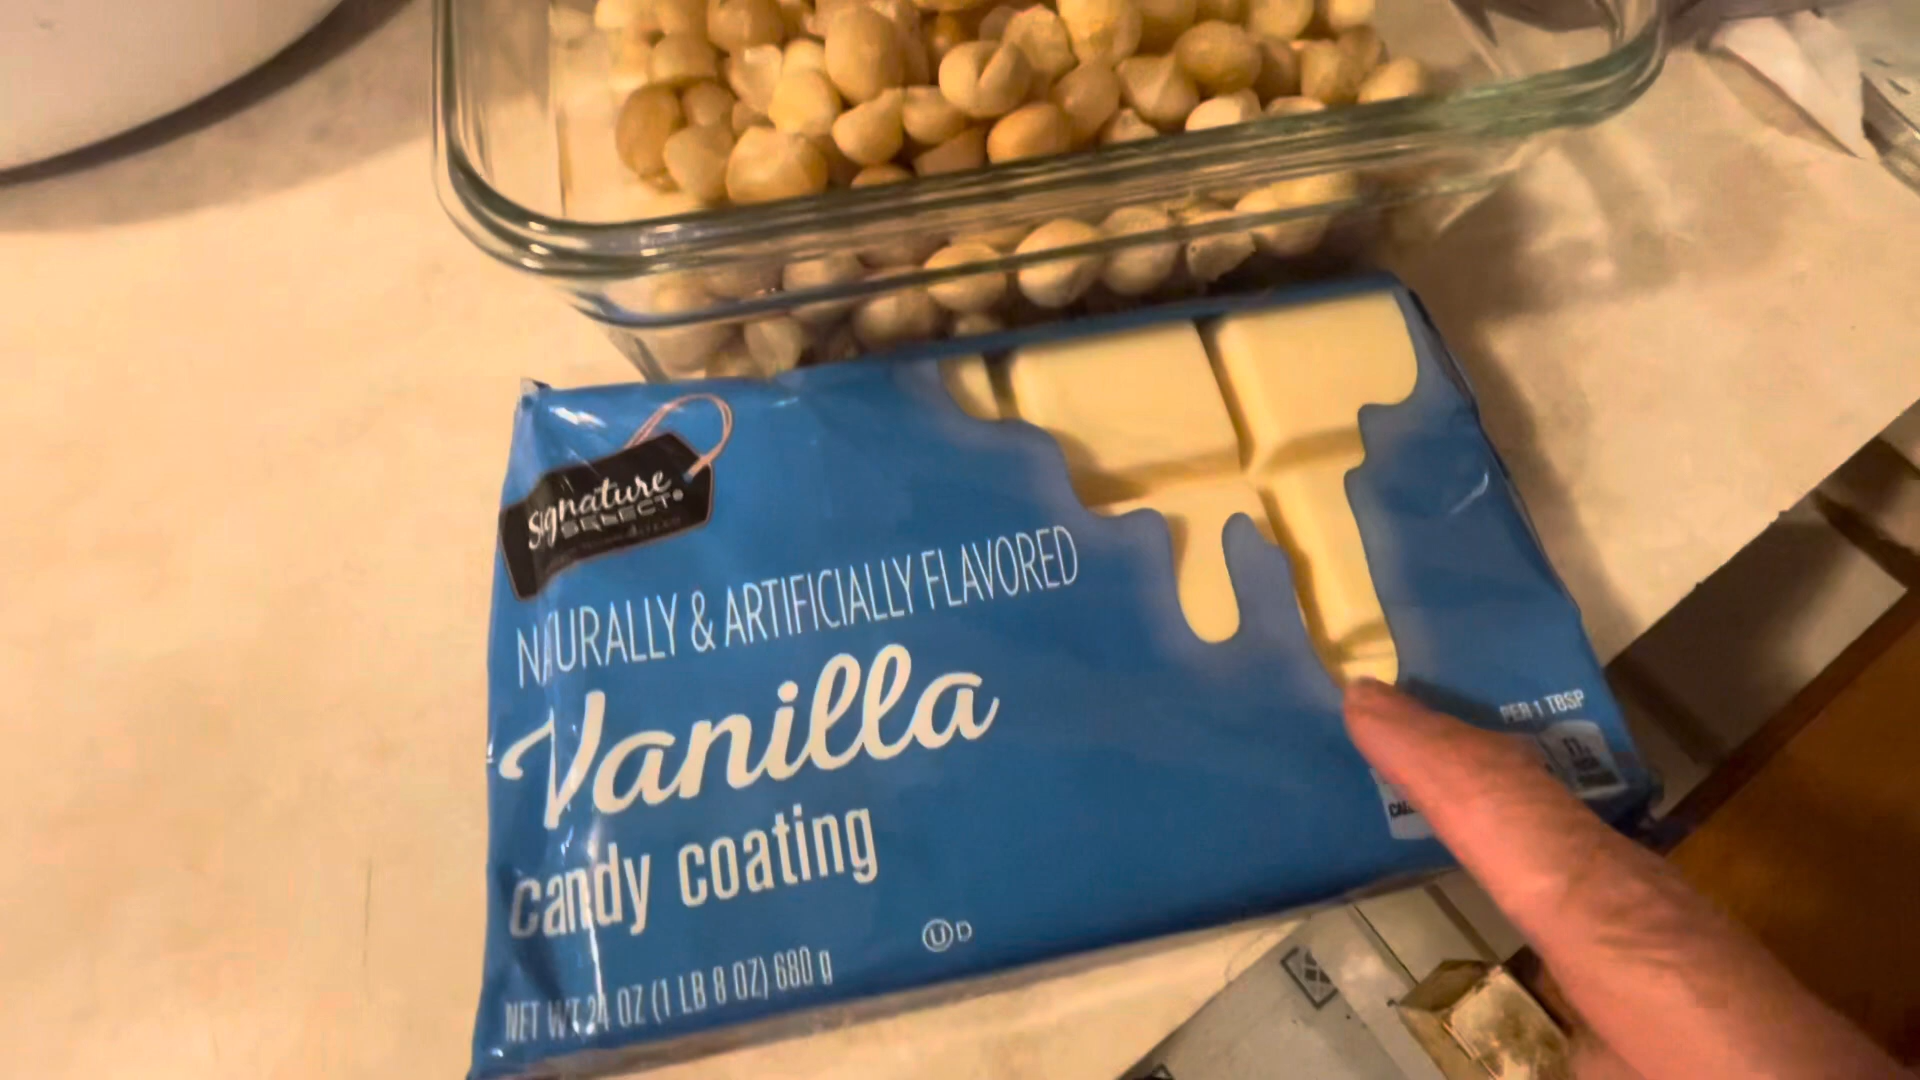 Signature
SELECT
NATURALLY & ARTIFICIALLY FLAVORED
Vanilla
candy coating
PER 1 TBSP
U D
NET WT 24 OZ (1 LB 8 OZ) 680 g